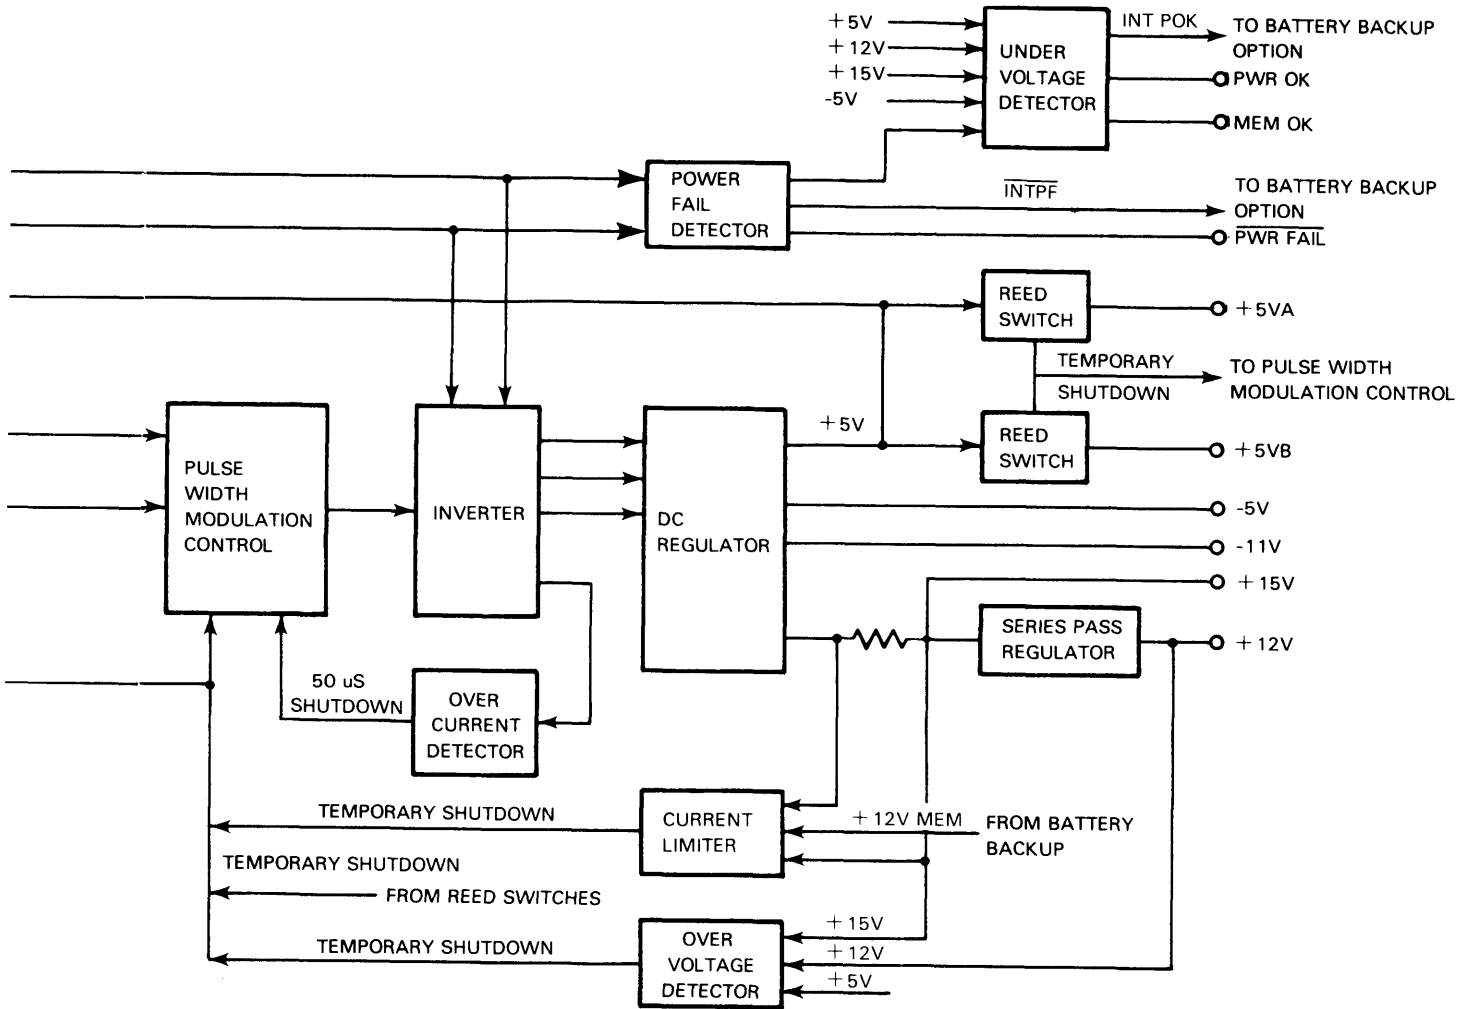 +5V
+12V
+15V
-5V
UNDER
VOLTAGE
DETECTOR
INT POK
TO BATTERY BACKUP
OPTION
PWR OK
MEM OK
POWER
FAIL
DETECTOR
INTPF
TO BATTERY BACKUP
OPTION
PWR FAIL
REED
SWITCH
+5VA
TEMPORARY
SHUTDOWN
TO PULSE WIDTH
MODULATION CONTROL
+5V
REED
SWITCH
+5VB
PULSE
WIDTH
MODULATION
CONTROL
INVERTER
DC
REGULATOR
-5V
-11V
+15V
SERIES PASS
REGULATOR
+12V
50 uS
SHUTDOWN
OVER
CURRENT
DETECTOR
TEMPORARY SHUTDOWN
CURRENT
LIMITER
+12V MEM
FROM BATTERY
BACKUP
TEMPORARY SHUTDOWN
FROM REED SWITCHES
TEMPORARY SHUTDOWN
OVER
VOLTAGE
DETECTOR
+15V
+12V
+5V